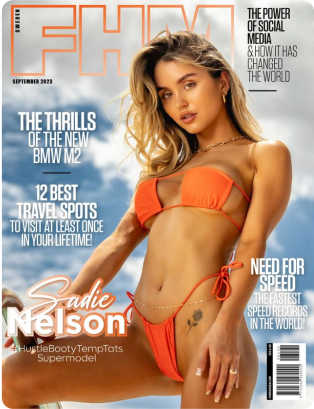 SWEDEN
FHM
SEPTEMBER 2023
THE POWER
OF SOCIAL
MEDIA
& HOW IT HAS
CHANGED
THE WORLD
THE THRILLS
OF THE NEW
BMW M2
12 BEST
TRAVEL SPOTS
TO VISIT AT LEAST ONCE
IN YOUR LIFETIME!
NEED FOR
SPEED
THE FASTEST
SPEED RECORDS
IN THE WORLD!
Sadie
Nelson
#HustleBootyTempTats
Supermodel